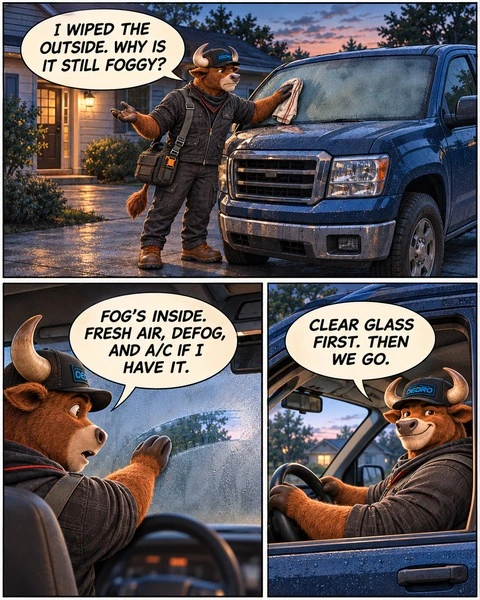 I WIPED THE
OUTSIDE. WHY IS
IT STILL FOGGY?
FOG'S INSIDE.
FRESH AIR, DEFOG,
AND A/C IF I
HAVE IT.
CLEAR GLASS
FIRST. THEN
WE GO.
DEDRO